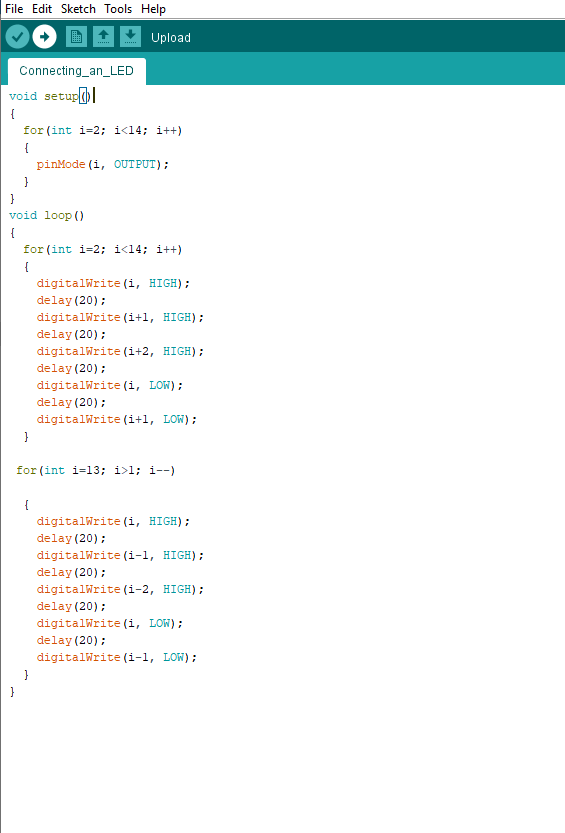 File Edit Sketch Tools Help
Upload
Connecting_an_LED
void setup()
{
  for(int i=2; i<14; i++)
  {
    pinMode(i, OUTPUT);
  }
}
void loop()
{
  for(int i=2; i<14; i++)
  {
    digitalWrite(i, HIGH);
    delay(20);
    digitalWrite(i+1, HIGH);
    delay(20);
    digitalWrite(i+2, HIGH);
    delay(20);
    digitalWrite(i, LOW);
    delay(20);
    digitalWrite(i+1, LOW);
  }

 for(int i=13; i>1; i--)

  {
    digitalWrite(i, HIGH);
    delay(20);
    digitalWrite(i-1, HIGH);
    delay(20);
    digitalWrite(i-2, HIGH);
    delay(20);
    digitalWrite(i, LOW);
    delay(20);
    digitalWrite(i-1, LOW);
  }
}